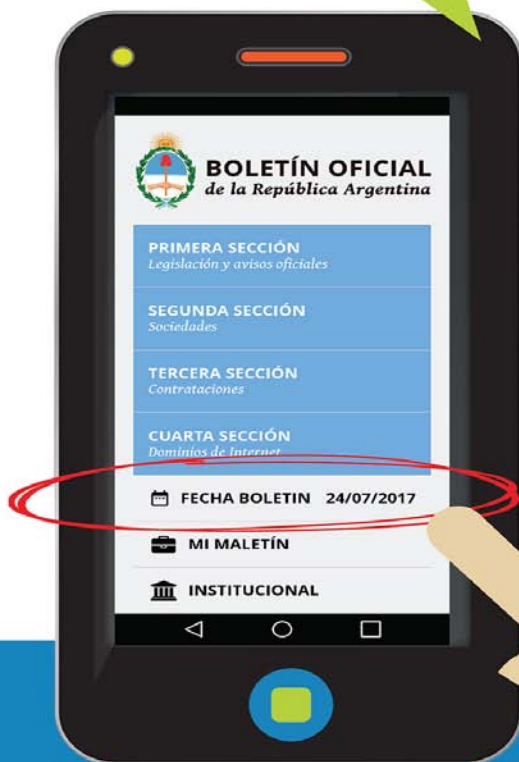 BOLETÍN OFICIAL
de la República Argentina
PRIMERA SECCIÓN
Legislación y avisos oficiales
SEGUNDA SECCIÓN
Sociedades
TERCERA SECCIÓN
Contrataciones
CUARTA SECCIÓN
Dominios de Internet
FECHA BOLETIN 24/07/2017
MI MALETÍN
INSTITUCIONAL